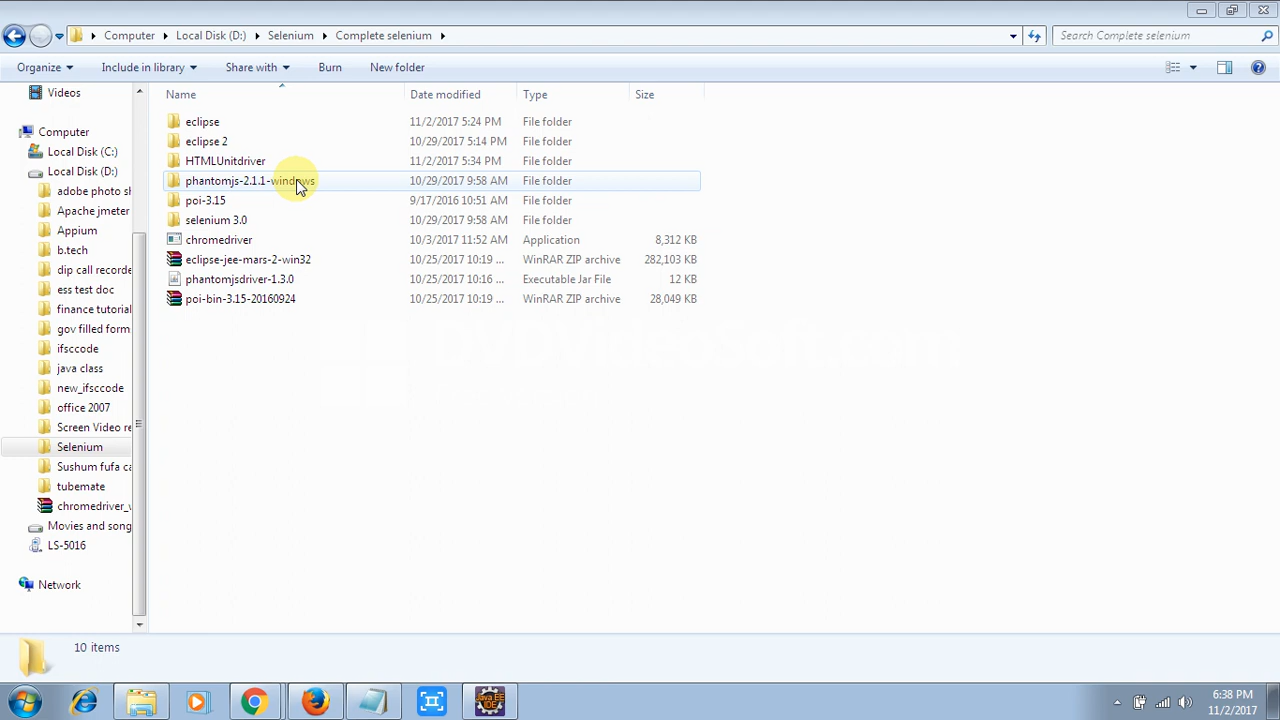 Computer Local Disk (D:) Selenium Complete selenium Search Complete selenium
Organize Include in library Share with Burn New folder
Videos
Computer
Local Disk (C:)
Local Disk (D:)
adobe photo sh
Apache jmeter
Appium
b.tech
dip call recorde
ess test doc
finance tutorial
gov filled form
ifsccode
java class
new_ifsccode
office 2007
Screen Video re
Selenium
Sushum fufa ca
tubemate
chromedriver_v
Movies and song
LS-5016
Network
Name Date modified Type Size
eclipse 11/2/2017 5:24 PM File folder
eclipse 2 10/29/2017 5:14 PM File folder
HTMLUnitdriver 11/2/2017 5:34 PM File folder
phantomjs-2.1.1-windows 10/29/2017 9:58 AM File folder
poi-3.15 9/17/2016 10:51 AM File folder
selenium 3.0 10/29/2017 9:58 AM File folder
chromedriver 10/3/2017 11:52 AM Application 8,312 KB
eclipse-jee-mars-2-win32 10/25/2017 10:19 ... WinRAR ZIP archive 282,103 KB
phantomjsdriver-1.3.0 10/25/2017 10:16 ... Executable Jar File 12 KB
poi-bin-3.15-20160924 10/25/2017 10:19 ... WinRAR ZIP archive 28,049 KB
DVDVideoSoft.com
10 items
Java EE
IDE
6:38 PM
11/2/2017